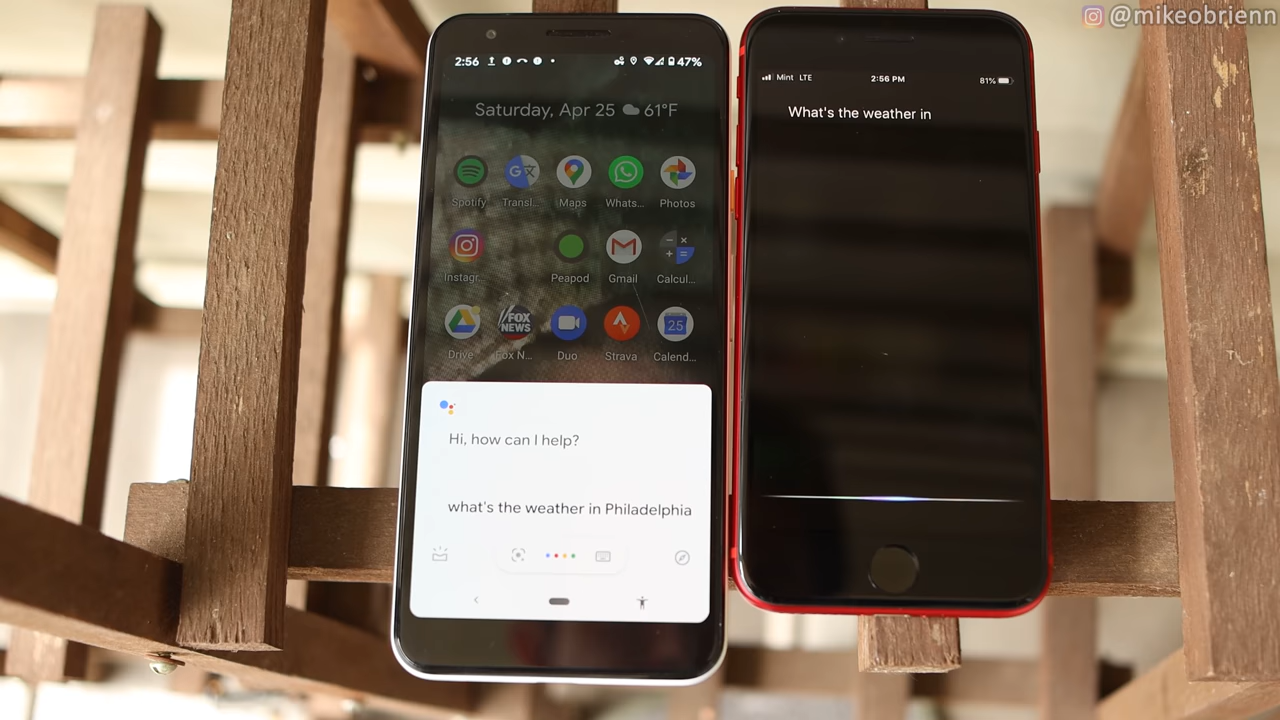 @mikeobrienn
2:56
47%
Saturday, Apr 25 61°F
Spotify Transl... Maps Whats... Photos
Instagr... Peapod Gmail Calcul...
FOX
NEWS
25
Drive Fox N... Duo Strava Calend...
Hi, how can I help?
what's the weather in Philadelphia
Mint LTE
2:56 PM
81%
What's the weather in